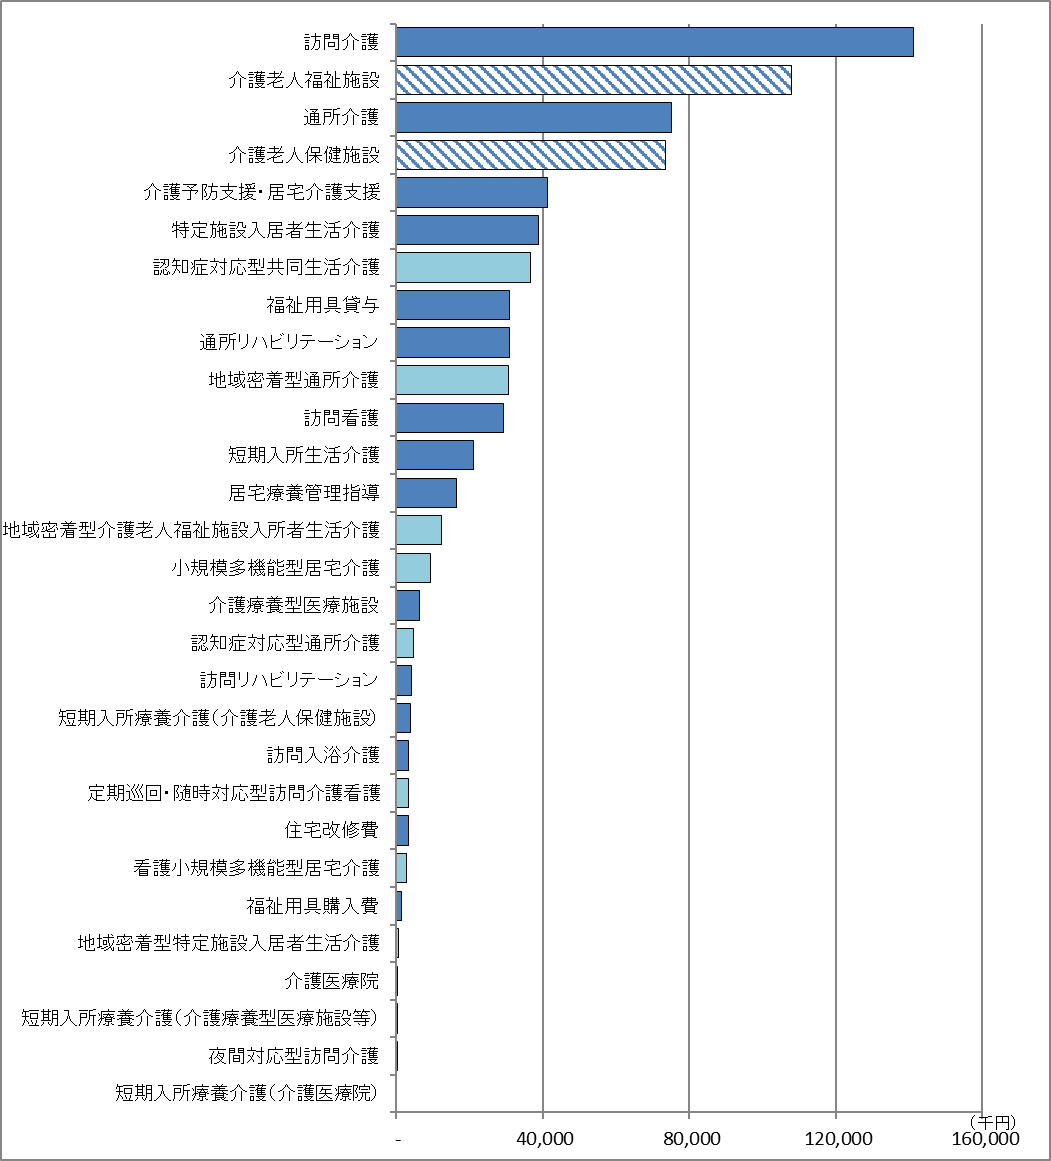 訪問介護
介護老人福祉施設
通所介護
介護老人保健施設
介護予防支援・居宅介護支援
特定施設入居者生活介護
認知症対応型共同生活介護
福祉用具貸与
通所リハビリテーション
地域密着型通所介護
訪問看護
短期入所生活介護
居宅療養管理指導
地域密着型介護老人福祉施設入所者生活介護
小規模多機能型居宅介護
介護療養型医療施設
認知症対応型通所介護
訪問リハビリテーション
短期入所療養介護(介護老人保健施設)
訪問入浴介護
定期巡回・随時対応型訪問介護看護
住宅改修費
看護小規模多機能型居宅介護
福祉用具購入費
地域密着型特定施設入居者生活介護
介護医療院
短期入所療養介護(介護療養型医療施設等)
夜間対応型訪問介護
短期入所療養介護(介護医療院)
(千円)
- 40,000 80,000 120,000 160,000